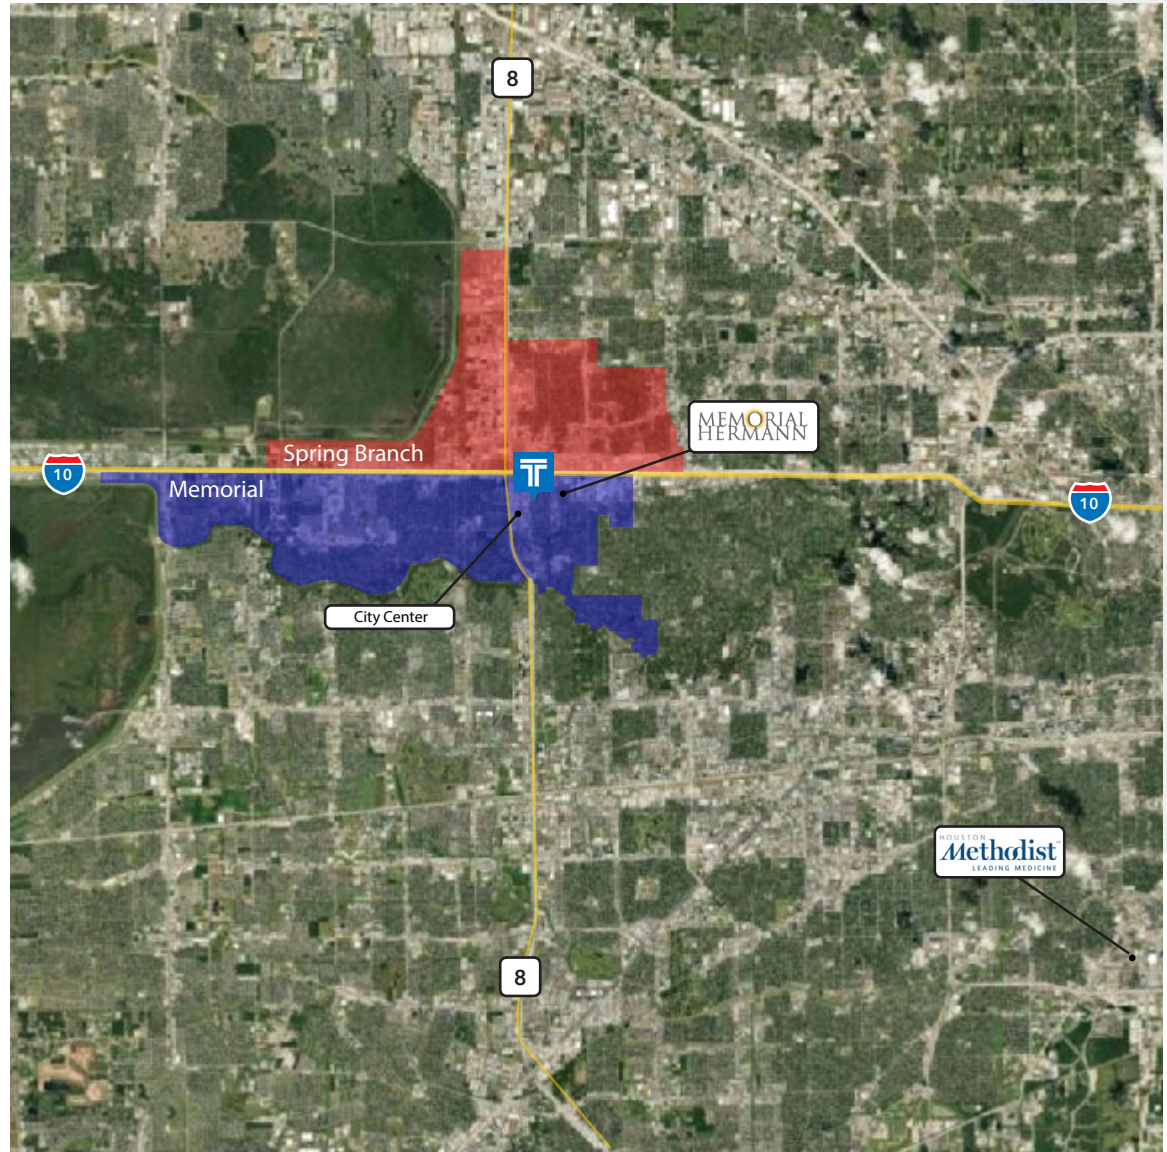 8
MEMORIAL
HERMANN
Spring Branch
10
Memorial
10
City Center
HOUSTON
Methodist
LEADING MEDICINE
8